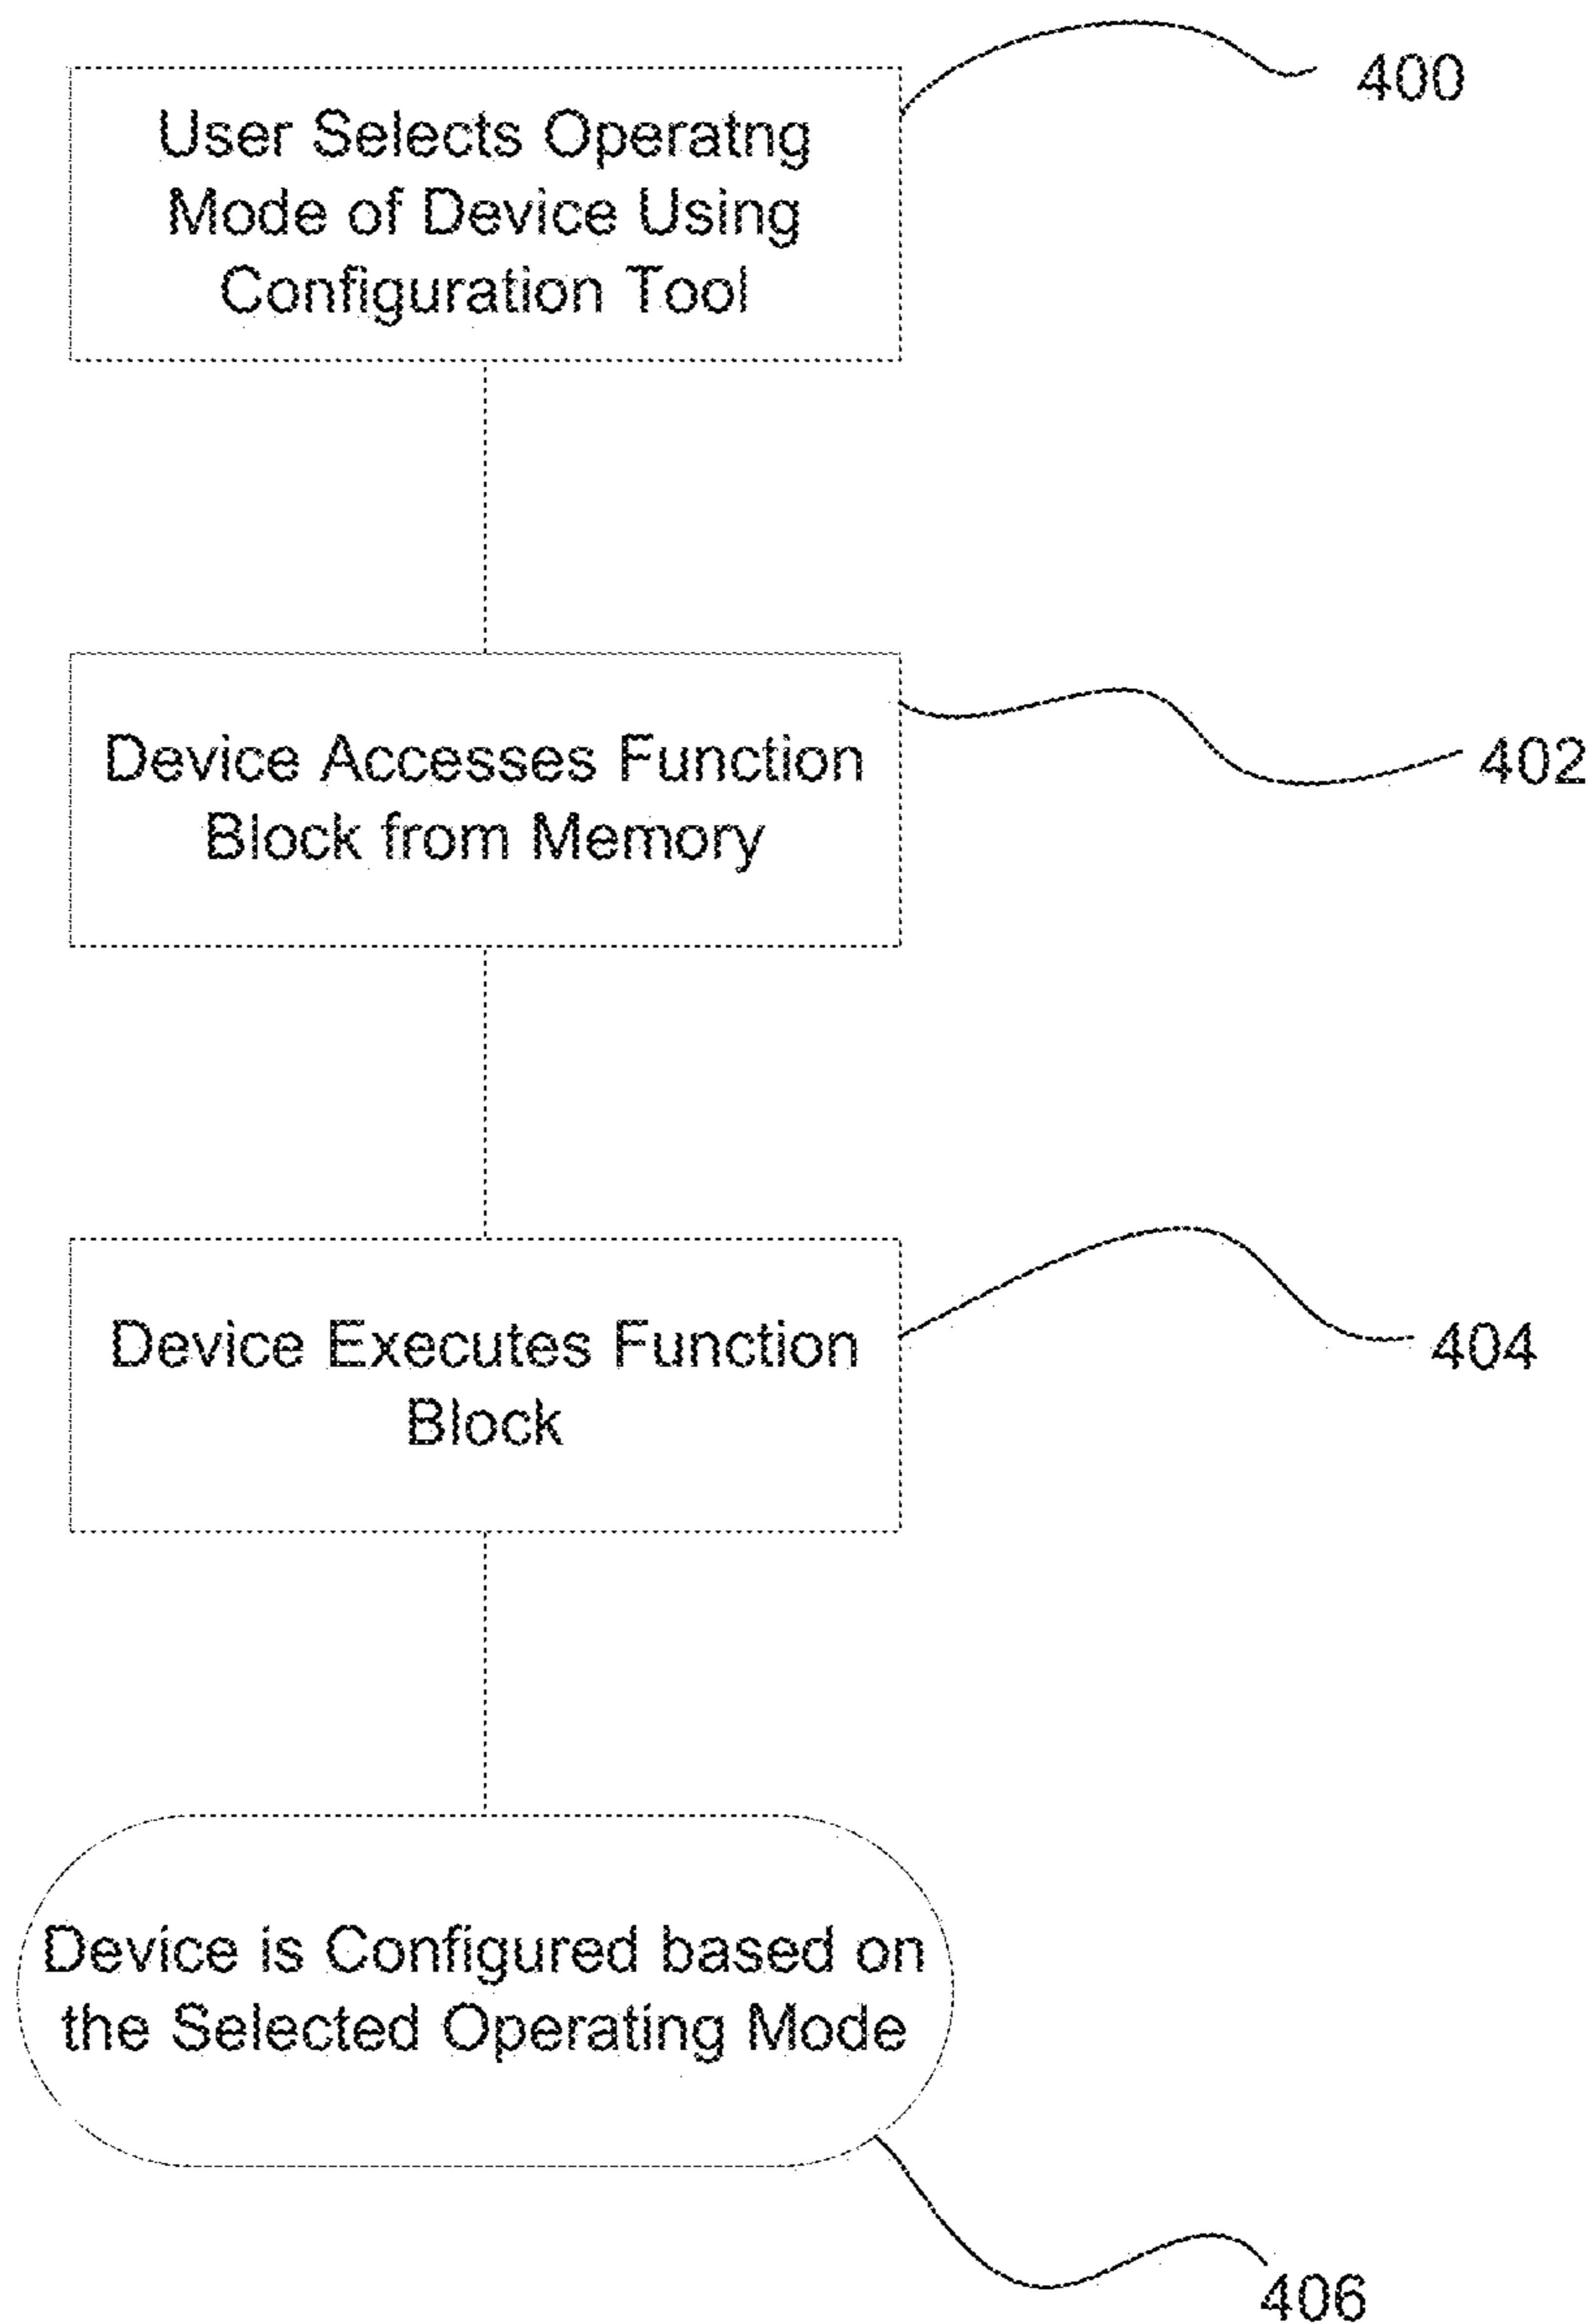 400
User Selects Operatng
Mode of Device Using
Configuration Tool
Device Accesses Function
Block from Memory
402
Device Executes Function
Block
404
Device is Configured based on
the Selected Operating Mode
406